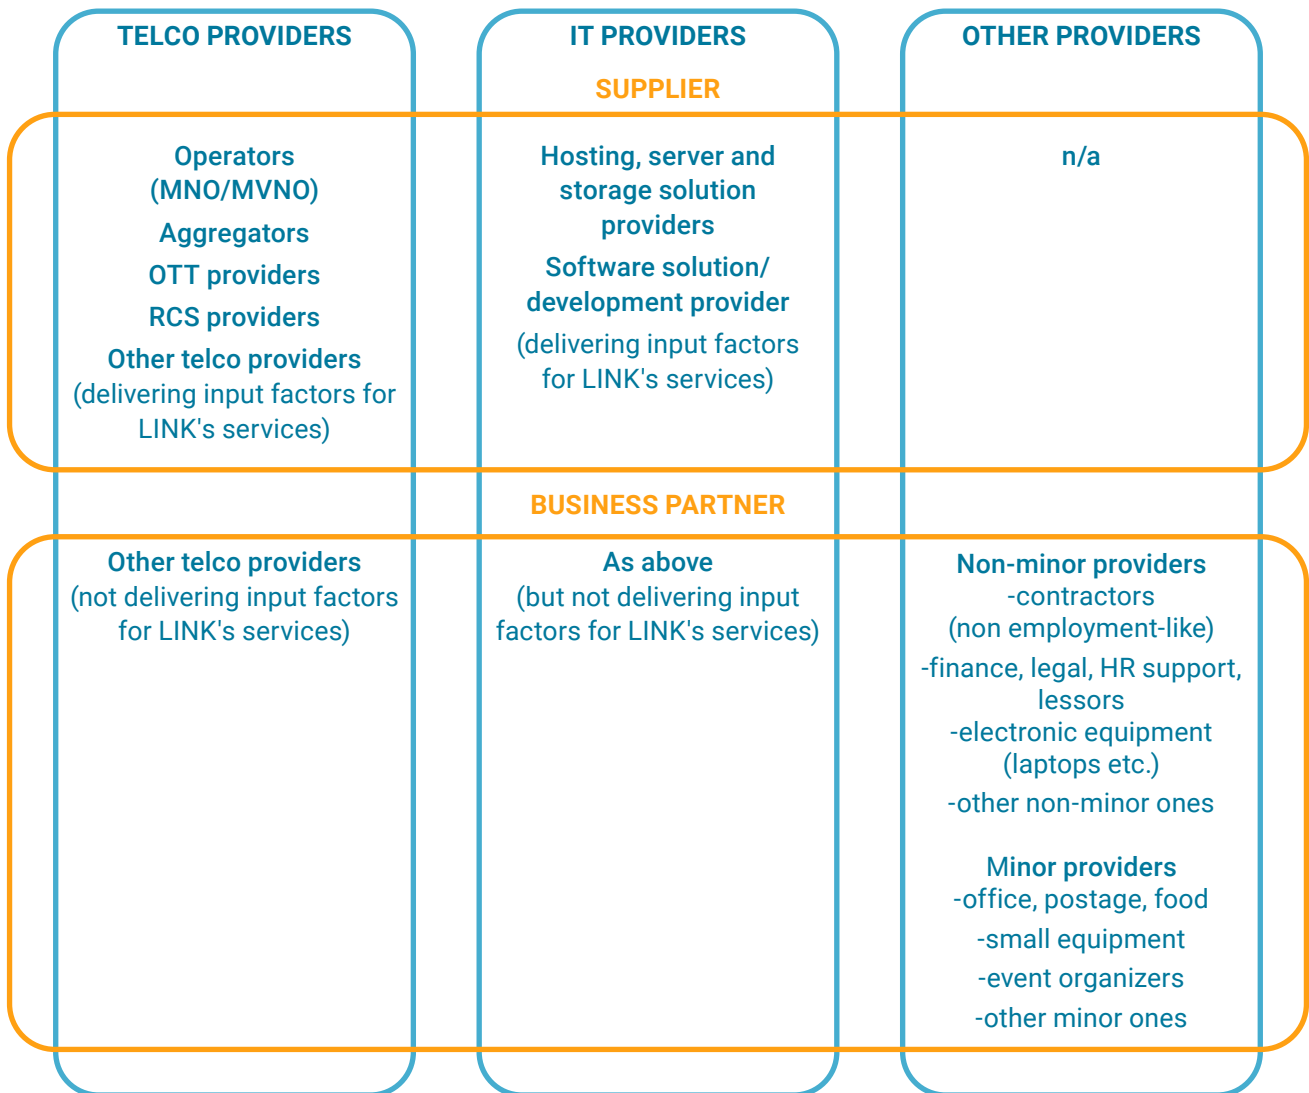 TELCO PROVIDERS
IT PROVIDERS
OTHER PROVIDERS
SUPPLIER
Operators
(MNO/MVNO)
Aggregators
OTT providers
RCS providers
Other telco providers
(delivering input factors for
LINK's services)
Hosting, server and
storage solution
providers
Software solution/
development provider
(delivering input factors
for LINK's services)
n/a
BUSINESS PARTNER
Other telco providers
(not delivering input factors
for LINK's services)
As above
(but not delivering input
factors for LINK's services)
Non-minor providers
-contractors
(non employment-like)
-finance, legal, HR support,
lessors
-electronic equipment
(laptops etc.)
-other non-minor ones
Minor providers
-office, postage, food
-small equipment
-event organizers
-other minor ones